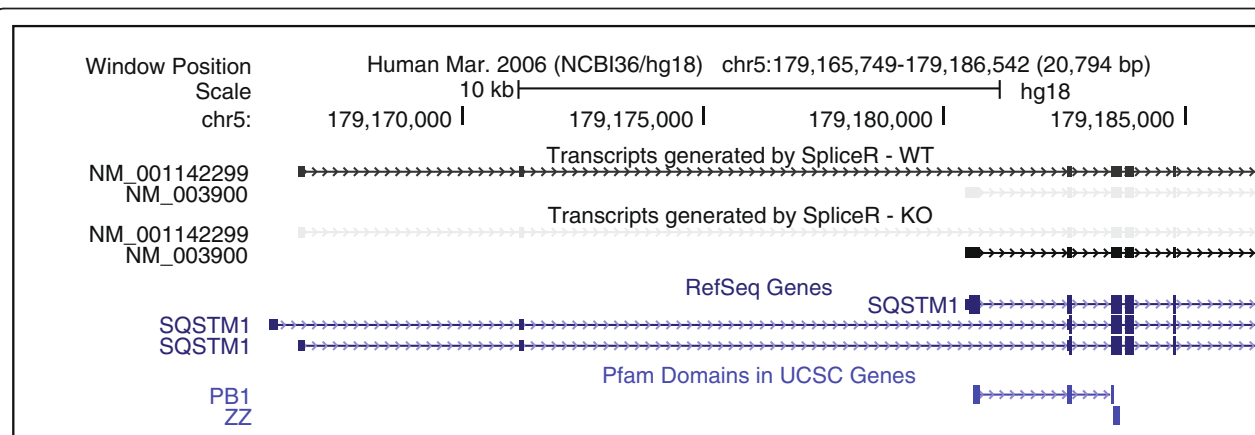 Window Position Human Mar. 2006 (NCBI36/hg18) chr5:179,165,749-179,186,542 (20,794 bp)
Scale 10 kb hg18
chr5: 179,170,000 179,175,000 179,180,000 179,185,000
Transcripts generated by SpliceR - WT
NM_001142299
NM_003900
Transcripts generated by SpliceR - KO
NM_001142299
NM_003900
RefSeq Genes
SQSTM1
SQSTM1
SQSTM1
Pfam Domains in UCSC Genes
PB1
ZZ